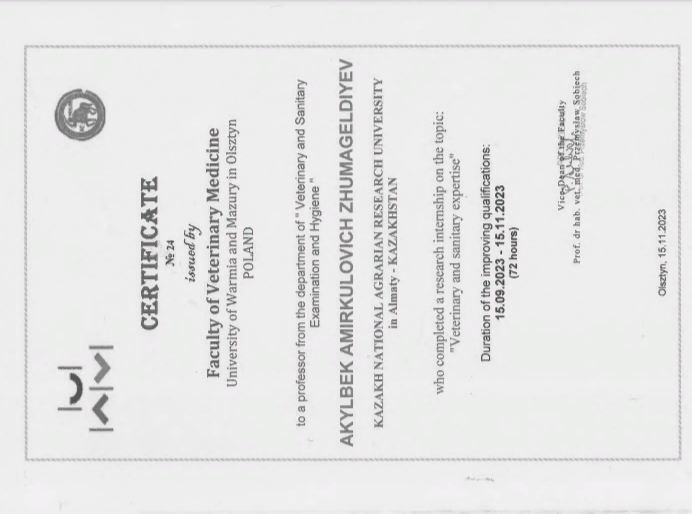 CERTIFICATE
№ 24
issued by
Faculty of Veterinary Medicine
University of Warmia and Mazury in Olsztyn
POLAND
to a professor from the department of " Veterinary and Sanitary
Examination and Hygiene "
AKYLBEK AMIRKULOVICH ZHUMAGELDIYEV
KAZAKH NATIONAL AGRARIAN RESEARCH UNIVERSITY
in Almaty - KAZAKHSTAN
who completed a research internship on the topic:
"Veterinary and sanitary expertise"
Duration of the improving qualifications:
15.09.2023 - 15.11.2023
(72 hours)
Vice-Dean of the Faculty
Prof. dr hab. vet. med. Przemysław Sobiech
Olsztyn, 15.11.2023